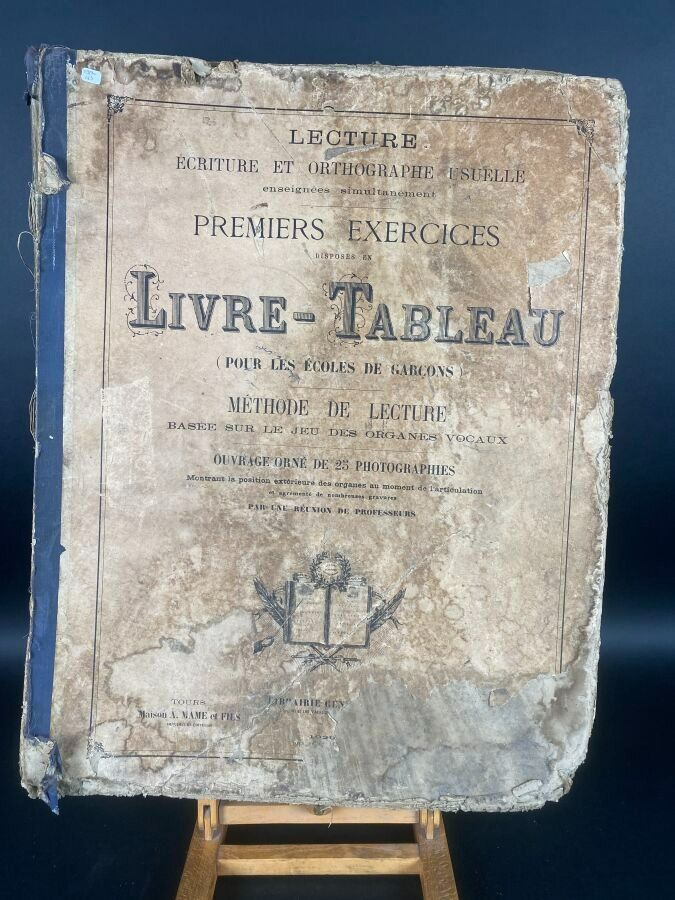 LECTURE
ECRITURE ET ORTHOGRAPHE USUELLE
enseignées simultanément
PREMIERS EXERCICES
DISPOSÉS EN
LIVRE-TABLEAU
(POUR LES ÉCOLES DE GARÇONS)
MÉTHODE DE LECTURE
BASÉE SUR LE JEU DES ORGANES VOCAUX
OUVRAGE ORNÉ DE 25 PHOTOGRAPHIES
Montrant la position extérieure des organes au moment de l'articulation
et agrémenté de nombreuses gravures
PAR UNE RÉUNION DE PROFESSEURS
TOURS
Maison A. MAME et FILS
LIBRAIRIE GÉN